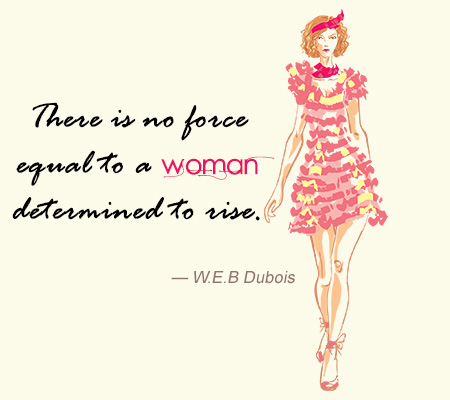 There is no force
equal to a woman
determined to rise.
— W.E.B Dubois